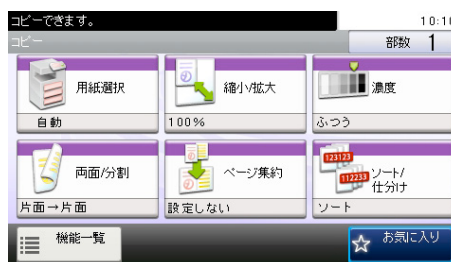 コピーできます。
10:10
コピー
部数 1
用紙選択
自動
縮小/拡大
100%
濃度
ふつう
両面/分割
片面→片面
ページ集約
設定しない
123123
112233
ソート/
仕分け
ソート
機能一覧
お気に入り